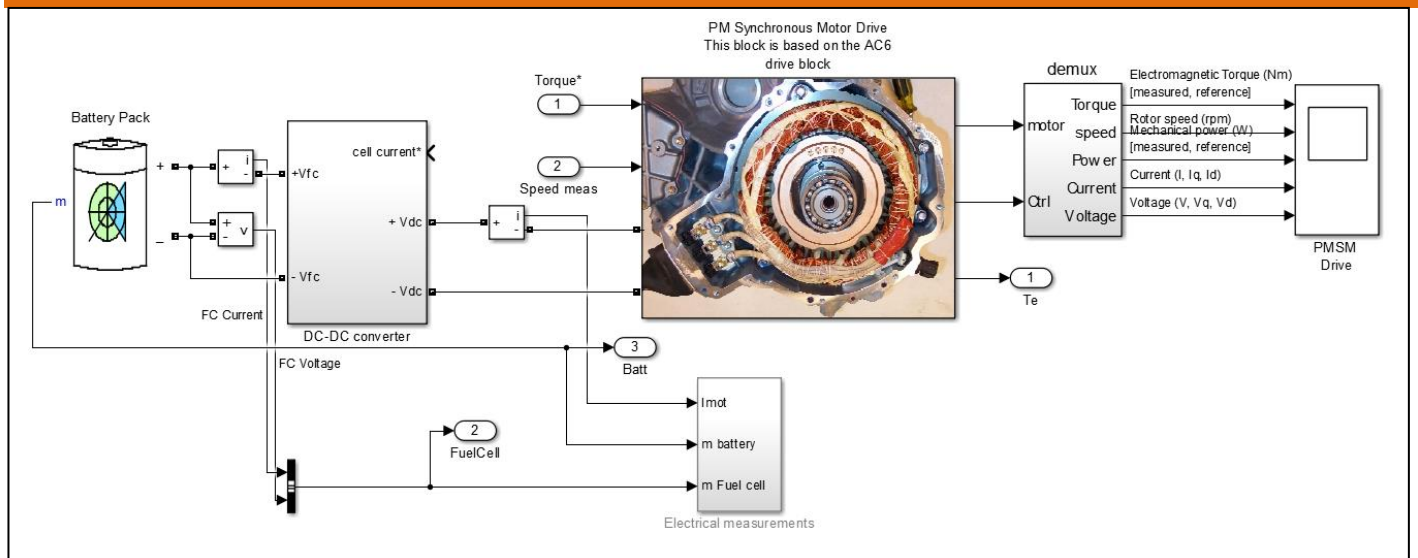 PM Synchronous Motor Drive
This block is based on the AC6
drive block
Torque*
1
2
Speed meas
Battery Pack
+
−
m
i
+
-
+
-
v
cell current*
+Vfc
- Vfc
+ Vdc
- Vdc
DC-DC converter
i
+
-
FC Current
FC Voltage
demux
motor
Ctrl
Torque
speed
Power
Current
Voltage
Electromagnetic Torque (Nm)
[measured, reference]
Rotor speed (rpm)
Mechanical power (W)
[measured, reference]
Current (I, Iq, Id)
Voltage (V, Vq, Vd)
PMSM
Drive
1
Te
3
Batt
2
FuelCell
Imot
m battery
m Fuel cell
Electrical measurements